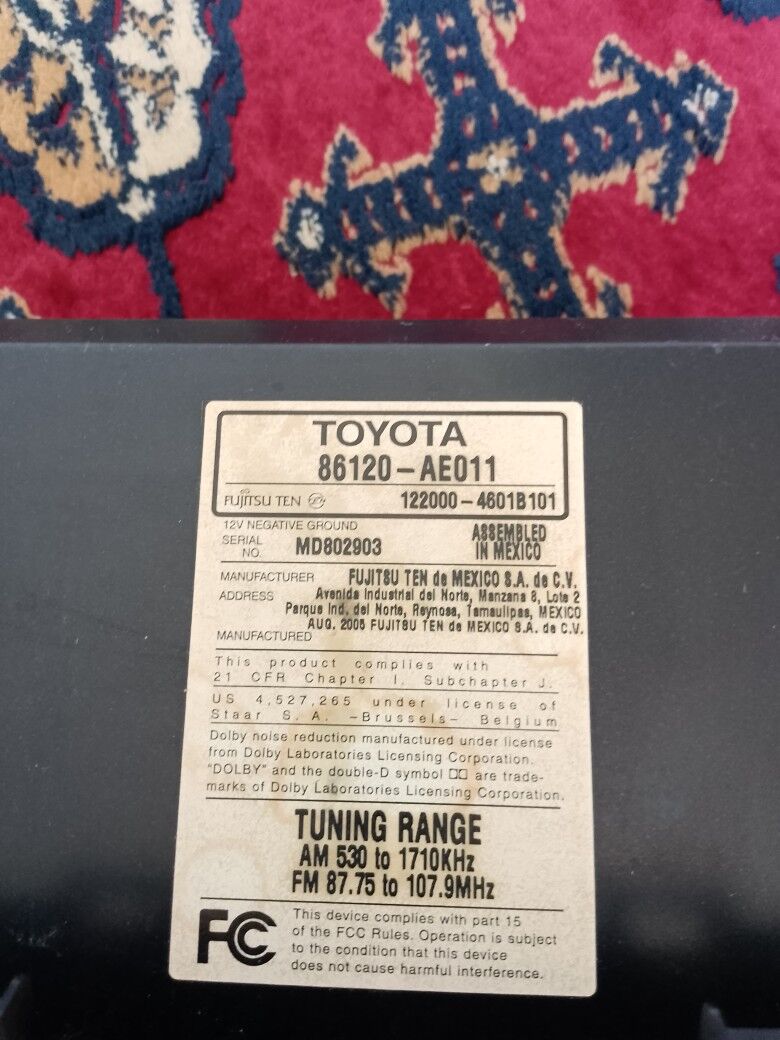 TOYOTA
86120-AE011
FUJITSU TEN 122000-4601B101
12V NEGATIVE GROUND
SERIAL NO. MD802903
ASSEMBLED IN MEXICO
MANUFACTURER FUJITSU TEN de MEXICO S.A. de C.V.
ADDRESS Avenida Industrial del Norte, Manzana 8, Lote 2
Parque Ind. del Norte, Reynosa, Tamaulipas, MEXICO
AUG. 2005 FUJITSU TEN de MEXICO S.A. de C.V.
MANUFACTURED
This product complies with
21 CFR Chapter I. Subchapter J.
US 4,527,265 under license of
Staar S. A. -Brussels- Belgium
Dolby noise reduction manufactured under license
from Dolby Laboratories Licensing Corporation.
"DOLBY" and the double-D symbol are trade-
marks of Dolby Laboratories Licensing Corporation.
TUNING RANGE
AM 530 to 1710KHz
FM 87.75 to 107.9MHz
FC This device complies with part 15
of the FCC Rules. Operation is subject
to the condition that this device
does not cause harmful interference.